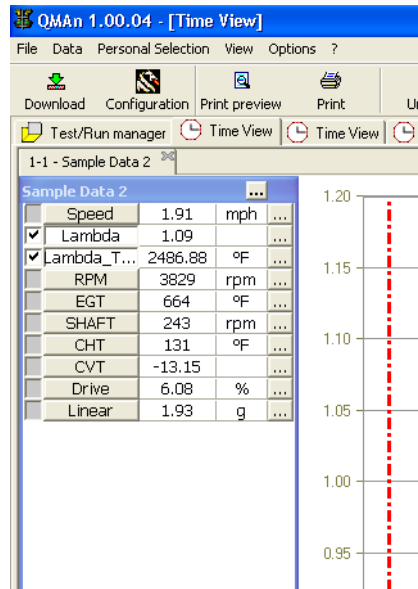 QMAn 1.00.04 - [Time View]
File Data Personal Selection View Options ?
Download Configuration Print preview Print
Test/Run manager Time View Time View
1-1 - Sample Data 2
Sample Data 2 ...
Speed 1.91 mph ...
Lambda 1.09 ...
Lambda_T... 2486.88 ºF ...
RPM 3829 rpm ...
EGT 664 ºF ...
SHAFT 243 rpm ...
CHT 131 ºF ...
CVT -13.15 ...
Drive 6.08 % ...
Linear 1.93 g ...
1.20
1.15
1.10
1.05
1.00
0.95